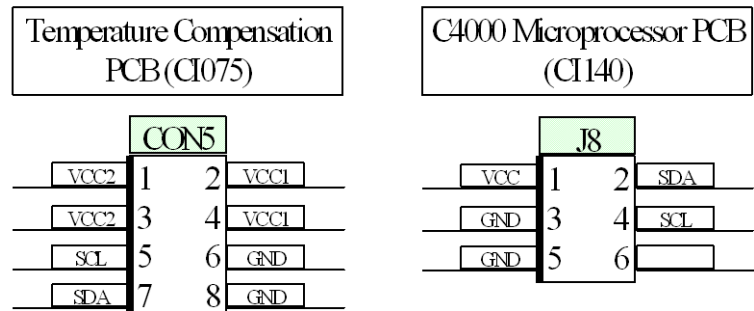 Temperature Compensation
PCB (CI075)
C4000 Microprocessor PCB
(CI140)
CON5
VCC2 1 2 VCC1
VCC2 3 4 VCC1
SCL 5 6 GND
SDA 7 8 GND
J8
VCC 1 2 SDA
GND 3 4 SCL
GND 5 6